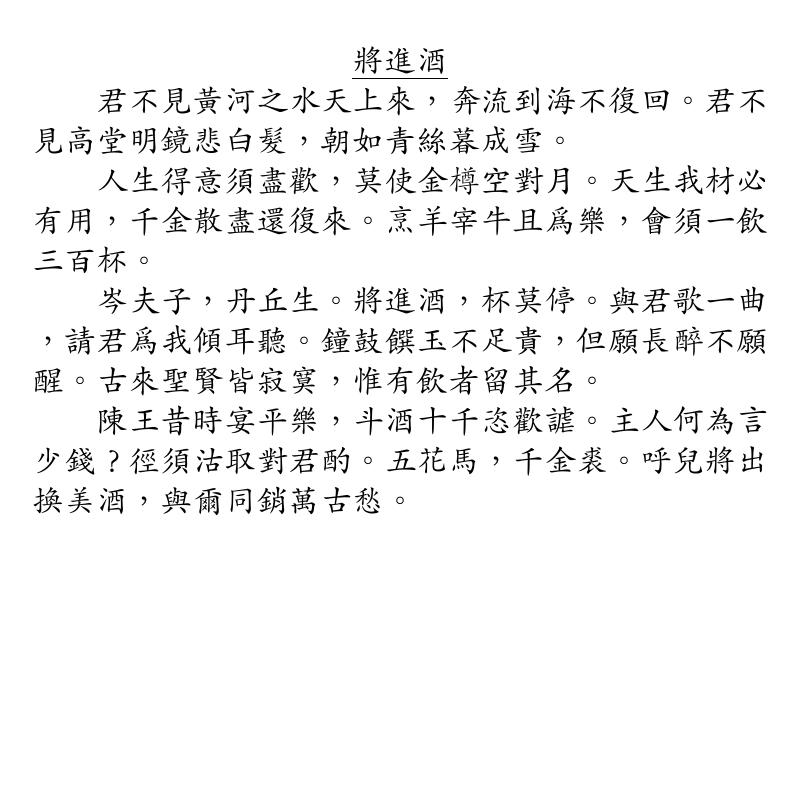 將進酒
君不見黃河之水天上來，奔流到海不復回。君不
見高堂明鏡悲白髮，朝如青絲暮成雪。
人生得意須盡歡，莫使金樽空對月。天生我材必
有用，千金散盡還復來。烹羊宰牛且爲樂，會須一飲
三百杯。
岑夫子，丹丘生。將進酒，杯莫停。與君歌一曲
，請君爲我傾耳聽。鐘鼓饌玉不足貴，但願長醉不願
醒。古來聖賢皆寂寞，惟有飲者留其名。
陳王昔時宴平樂，斗酒十千恣歡謔。主人何為言
少錢？徑須沽取對君酌。五花馬，千金裘。呼兒將出
換美酒，與爾同銷萬古愁。